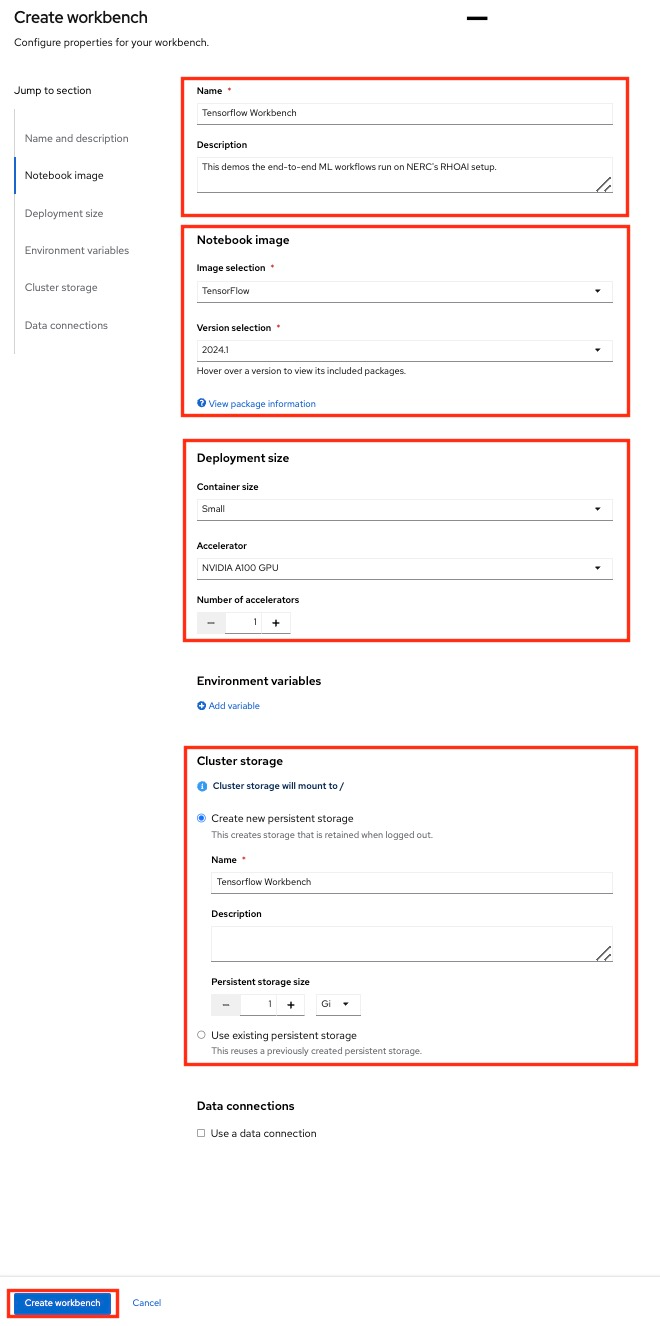 Create workbench
Configure properties for your workbench.
Jump to section
Name and description
Notebook image
Deployment size
Environment variables
Cluster storage
Data connections
Name *
Tensorflow Workbench
Description
This demos the end-to-end ML workflows run on NERC's RHOAI setup.
Notebook image
Image selection *
TensorFlow
Version selection *
2024.1
Hover over a version to view its included packages.
View package information
Deployment size
Container size
Small
Accelerator
NVIDIA A100 GPU
Number of accelerators
1
Environment variables
Add variable
Cluster storage
Cluster storage will mount to /
Create new persistent storage
This creates storage that is retained when logged out.
Name *
Tensorflow Workbench
Description
Persistent storage size
1 Gi
Use existing persistent storage
This reuses a previously created persistent storage.
Data connections
Use a data connection
Create workbench Cancel